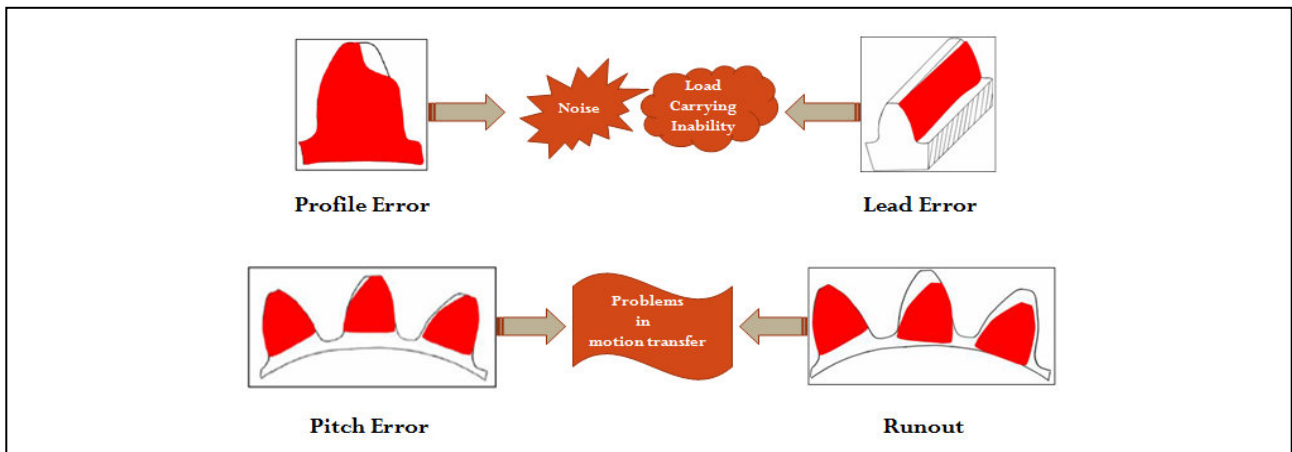 Noise
Load
Carrying
Inability
Profile Error
Lead Error
Problems
in
motion transfer
Pitch Error
Runout